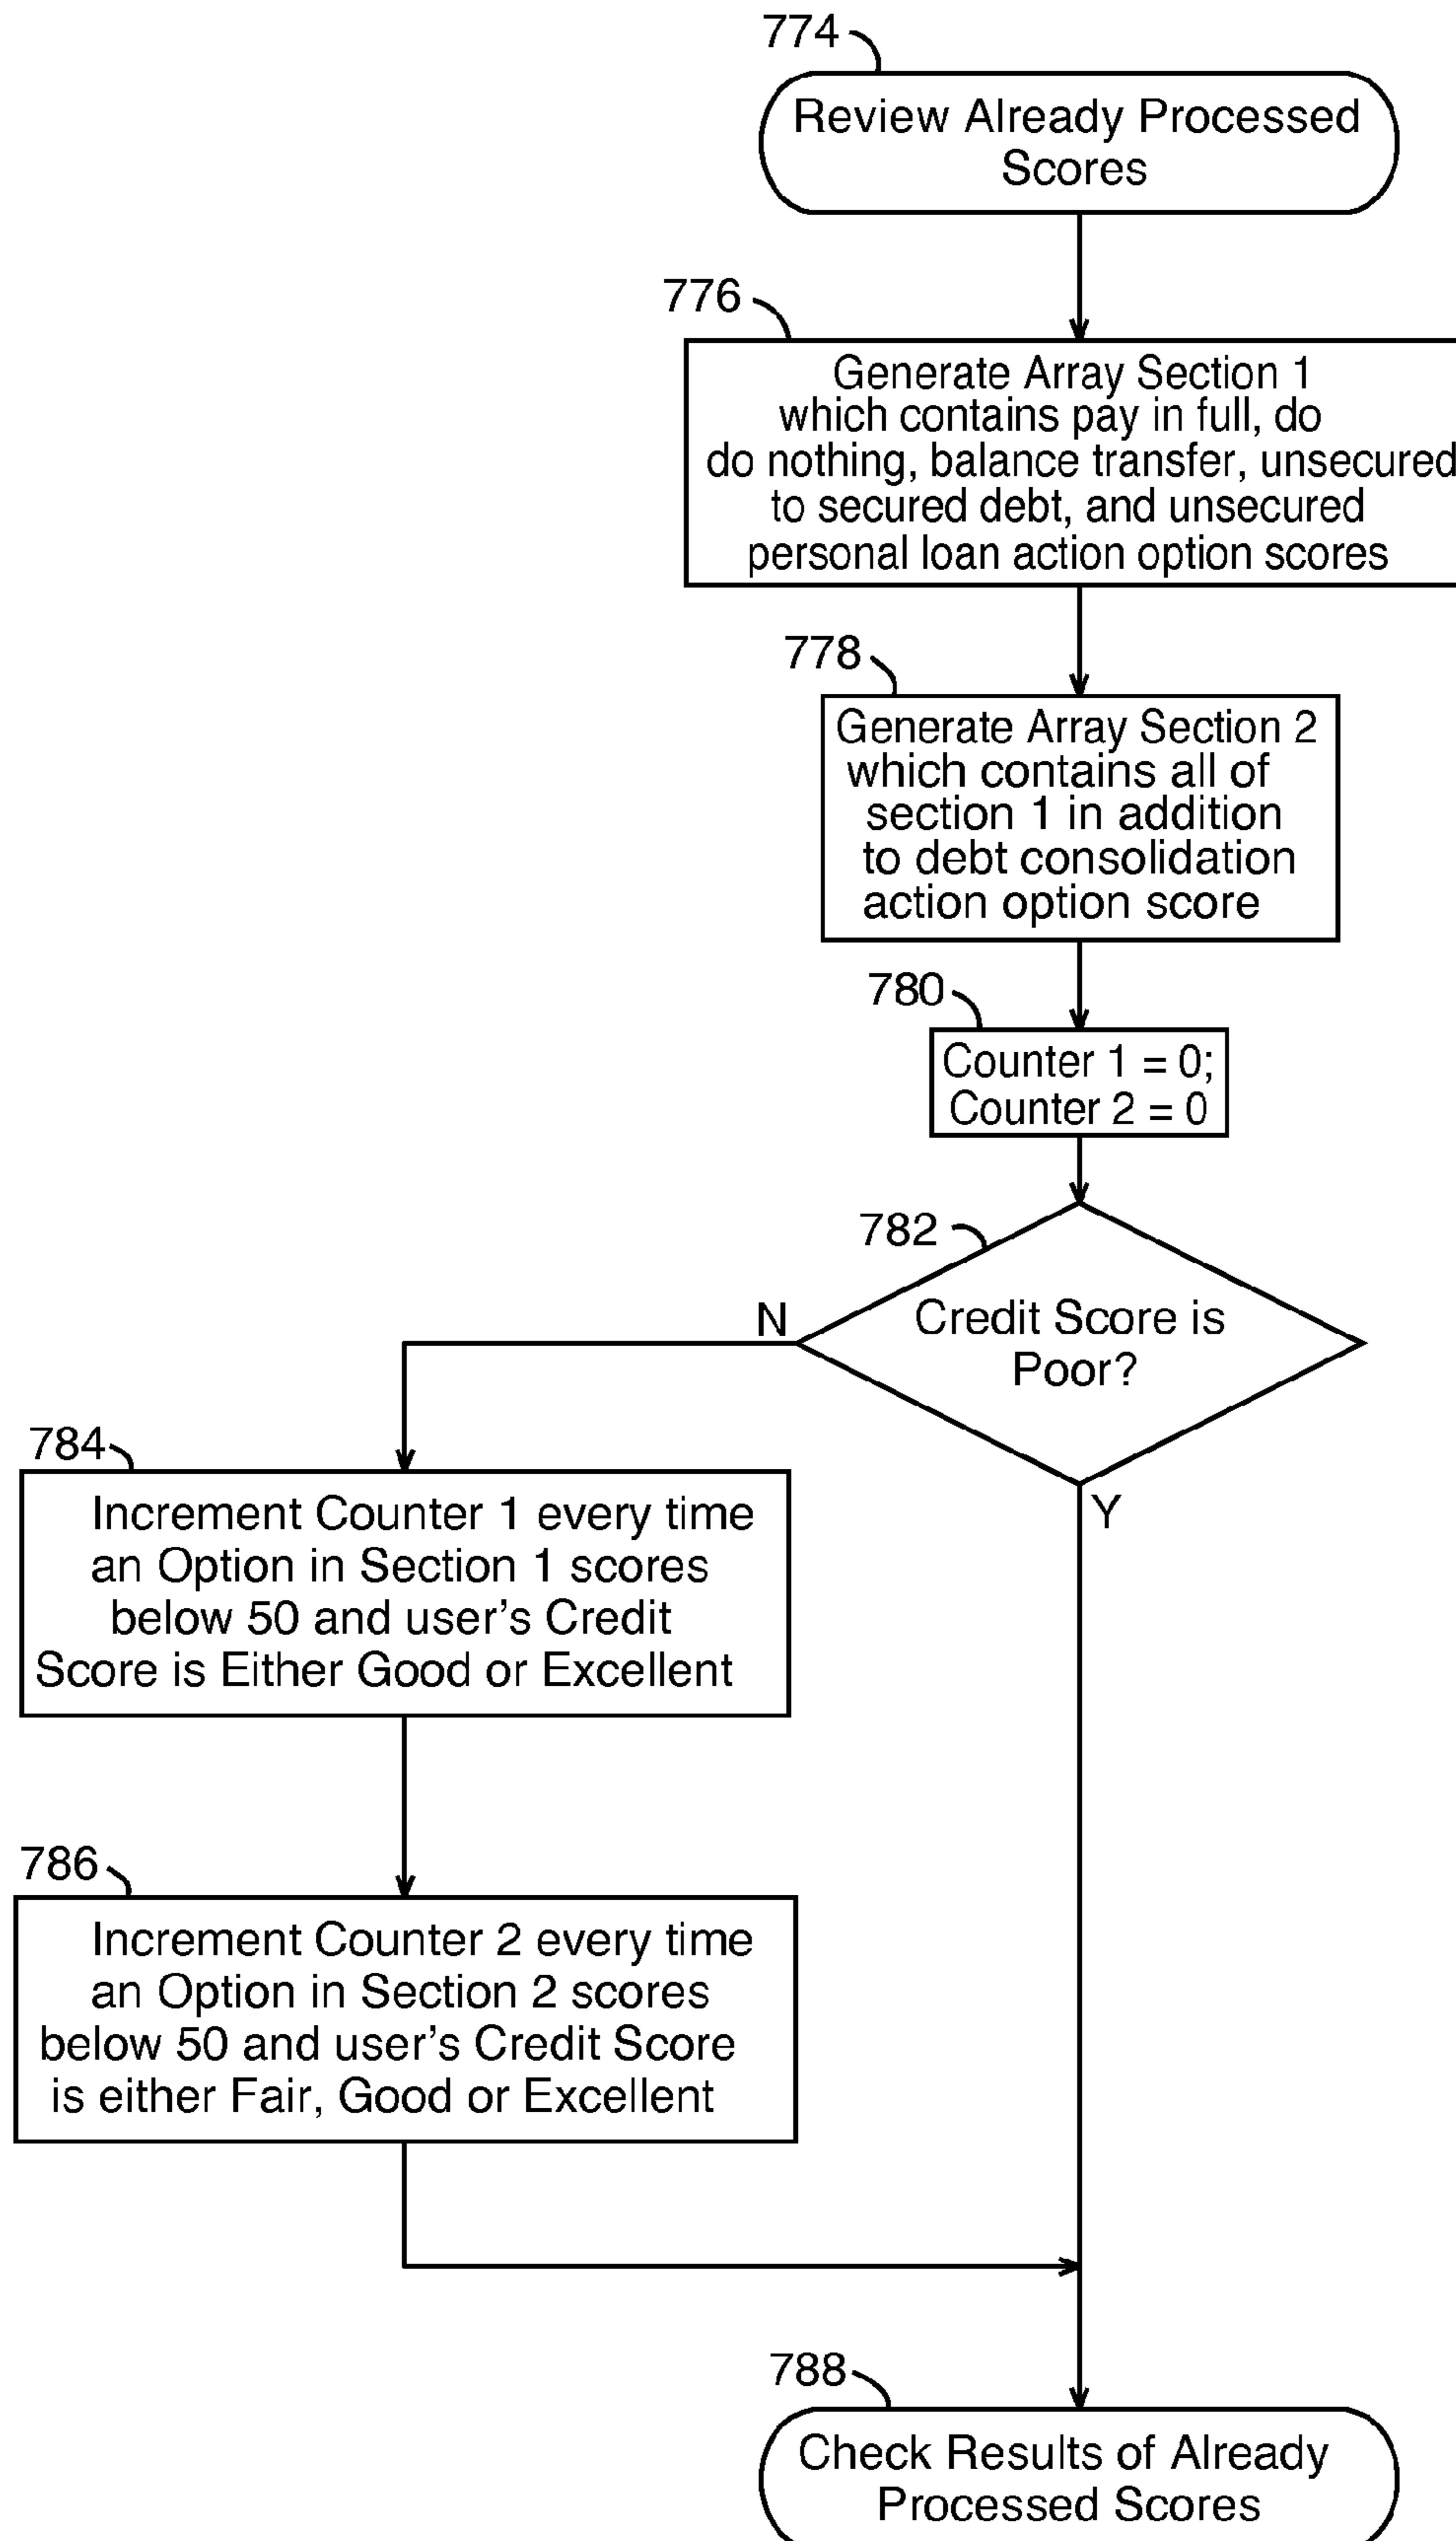 774
Review Already Processed
Scores
776
Generate Array Section 1
which contains pay in full, do
do nothing, balance transfer, unsecured
to secured debt, and unsecured
personal loan action option scores
778
Generate Array Section 2
which contains all of
section 1 in addition
to debt consolidation
action option score
780
Counter 1 = 0;
Counter 2 = 0
782
Credit Score is
Poor?
N
Y
784
Increment Counter 1 every time
an Option in Section 1 scores
below 50 and user's Credit
Score is Either Good or Excellent
786
Increment Counter 2 every time
an Option in Section 2 scores
below 50 and user's Credit Score
is either Fair, Good or Excellent
788
Check Results of Already
Processed Scores